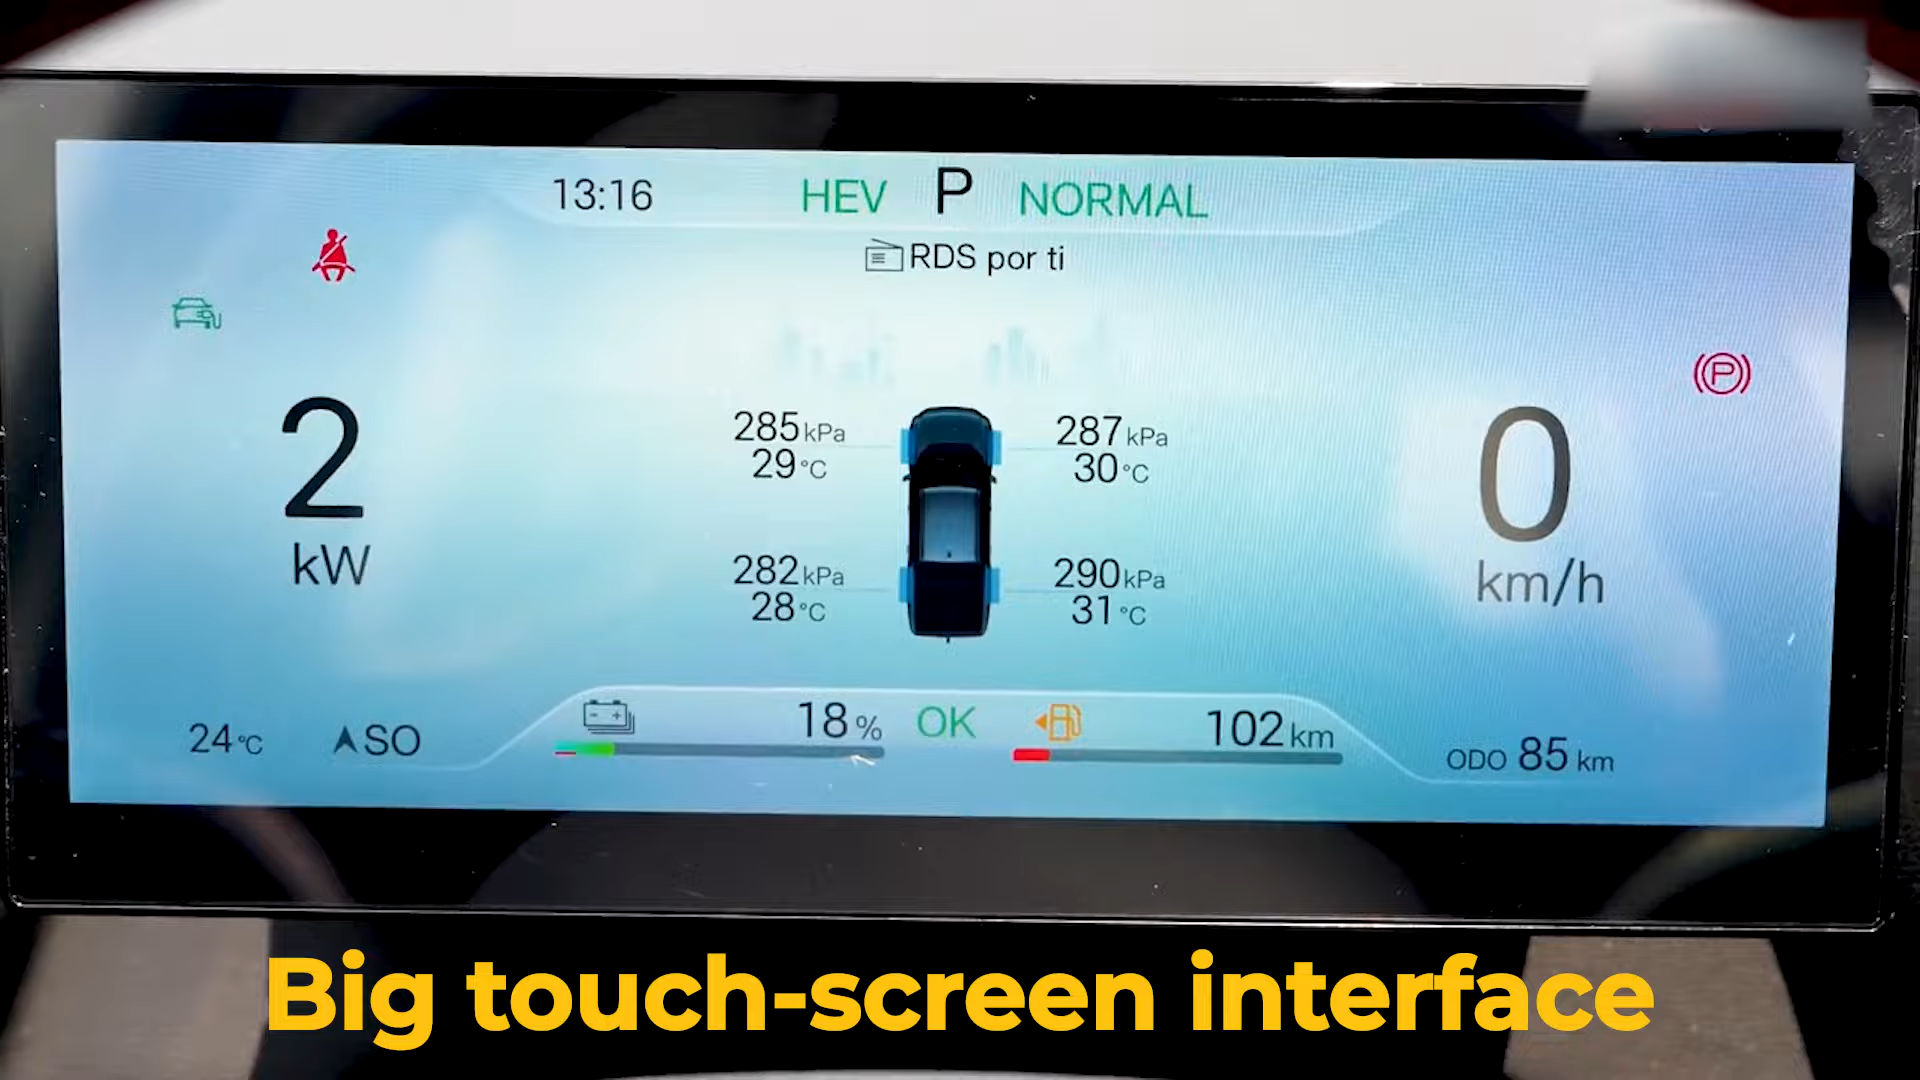 13:16 HEV P NORMAL
RDS por ti
285 kPa
29 °C
287 kPa
30 °C
2
kW
0
km/h
P
282 kPa
28 °C
290 kPa
31 °C
24 °C
SO
18 %
OK
102 km
ODO 85 km
Big touch-screen interface